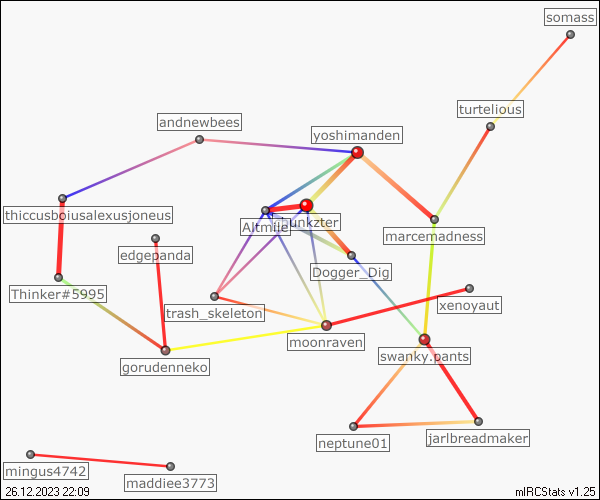 somass
turtelious
andnewbees
yoshimanden
thiccusboiusalexusjoneus
Altmile
marcemadness
edgepanda
Dogger_Dig
Thinker#5995
trash_skeleton
xenoyaut
moonraven
gorudenneko
swanky.pants
neptune01
jarlbreadmaker
mingus4742
maddiee3773
26.12.2023 22:09
mIRCStats v1.25